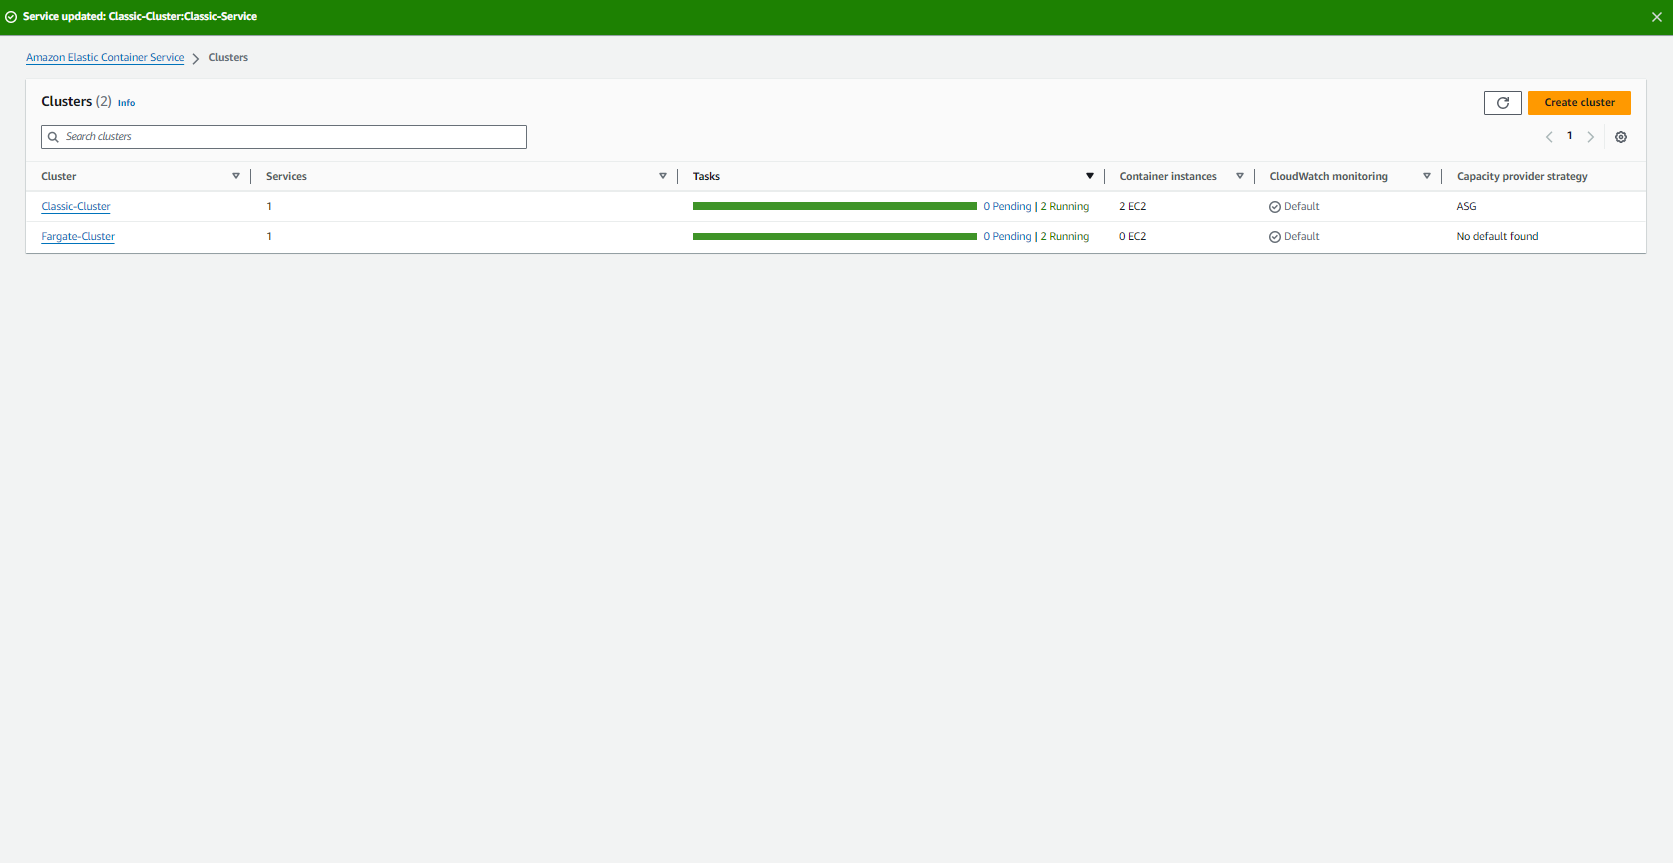 Service updated: Classic-Cluster:Classic-Service
Amazon Elastic Container Service > Clusters
Clusters (2) Info
Create cluster
Search clusters
1
Cluster Services Tasks Container instances CloudWatch monitoring Capacity provider strategy
Classic-Cluster 1 0 Pending | 2 Running 2 EC2 Default ASG
Fargate-Cluster 1 0 Pending | 2 Running 0 EC2 Default No default found